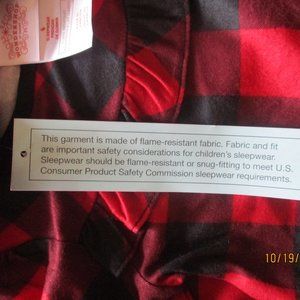 This garment is made of flame-resistant fabric. Fabric and fit
are important safety considerations for children's sleepwear.
Sleepwear should be flame-resistant or snug-fitting to meet U.S.
Consumer Product Safety Commission sleepwear requirements.
10/19/